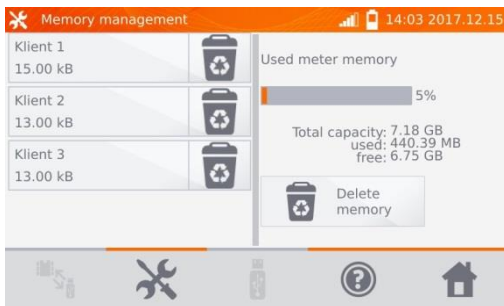 Memory management
14:03 2017.12.15
Klient 1
15.00 kB
Klient 2
13.00 kB
Klient 3
13.00 kB
Used meter memory
5%
Total capacity: 7.18 GB
used: 440.39 MB
free: 6.75 GB
Delete
memory
?